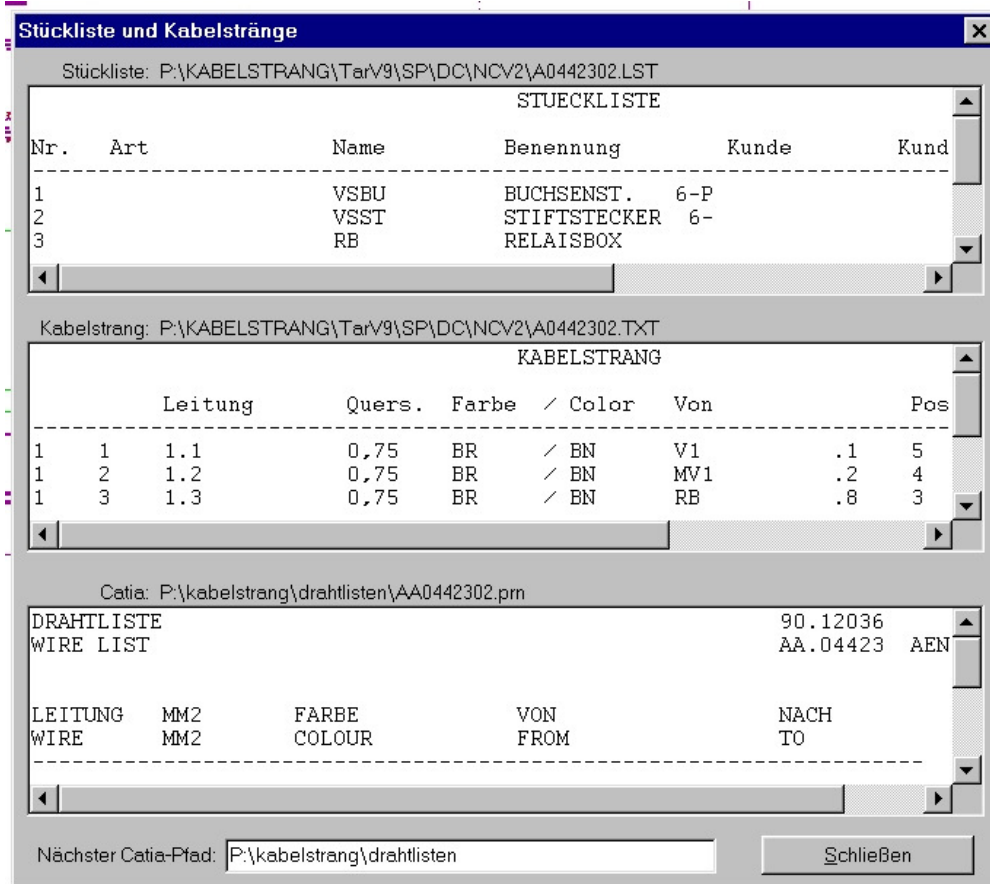 Stückliste und Kabelstränge
Stückliste: P:\KABELSTRANG\TarV9\SP\DC\NCV2\A0442302.LST
STUECKLISTE
Nr. Art Name Benennung Kunde Kund
1 VSBU BUCHSENST. 6-P
2 VSST STIFTSTECKER 6-
3 RB RELAISBOX
Kabelstrang: P:\KABELSTRANG\TarV9\SP\DC\NCV2\A0442302.TXT
KABELSTRANG
Leitung Quers. Farbe / Color Von Pos
1 1 1.1 0,75 BR / BN V1 .1 5
1 2 1.2 0,75 BR / BN MV1 .2 4
1 3 1.3 0,75 BR / BN RB .8 3
Catia: P:\kabelstrang\drahtlisten\AA0442302.prn
DRAHTLISTE 90.12036
WIRE LIST AA.04423 AEN
LEITUNG MM2 FARBE VON NACH
WIRE MM2 COLOUR FROM TO
Nächster Catia-Pfad: P:\kabelstrang\drahtlisten
Schließen